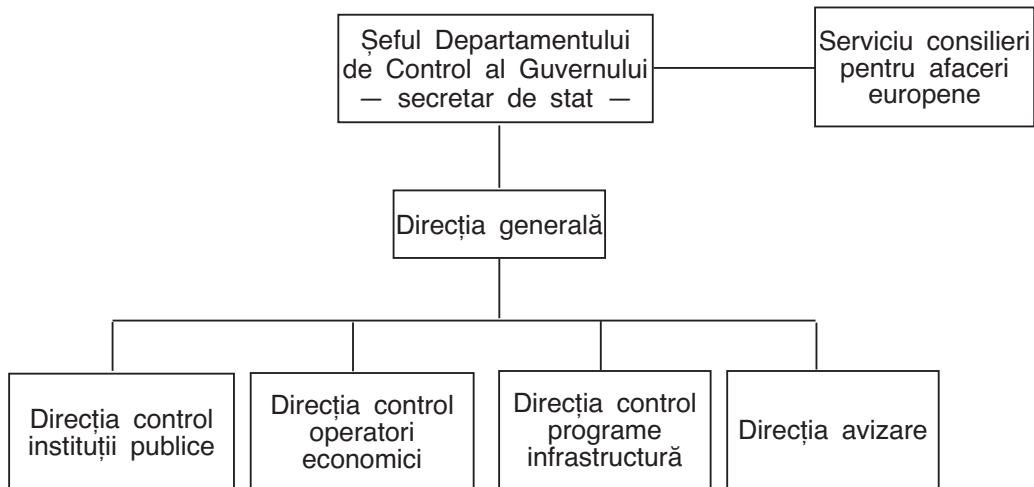 Șeful Departamentului
de Control al Guvernului
— secretar de stat —
Serviciu consilieri
pentru afaceri
europene
Direcția generală
Direcția control
instituții publice
Direcția control
operatori
economici
Direcția control
programe
infrastructură
Direcția avizare